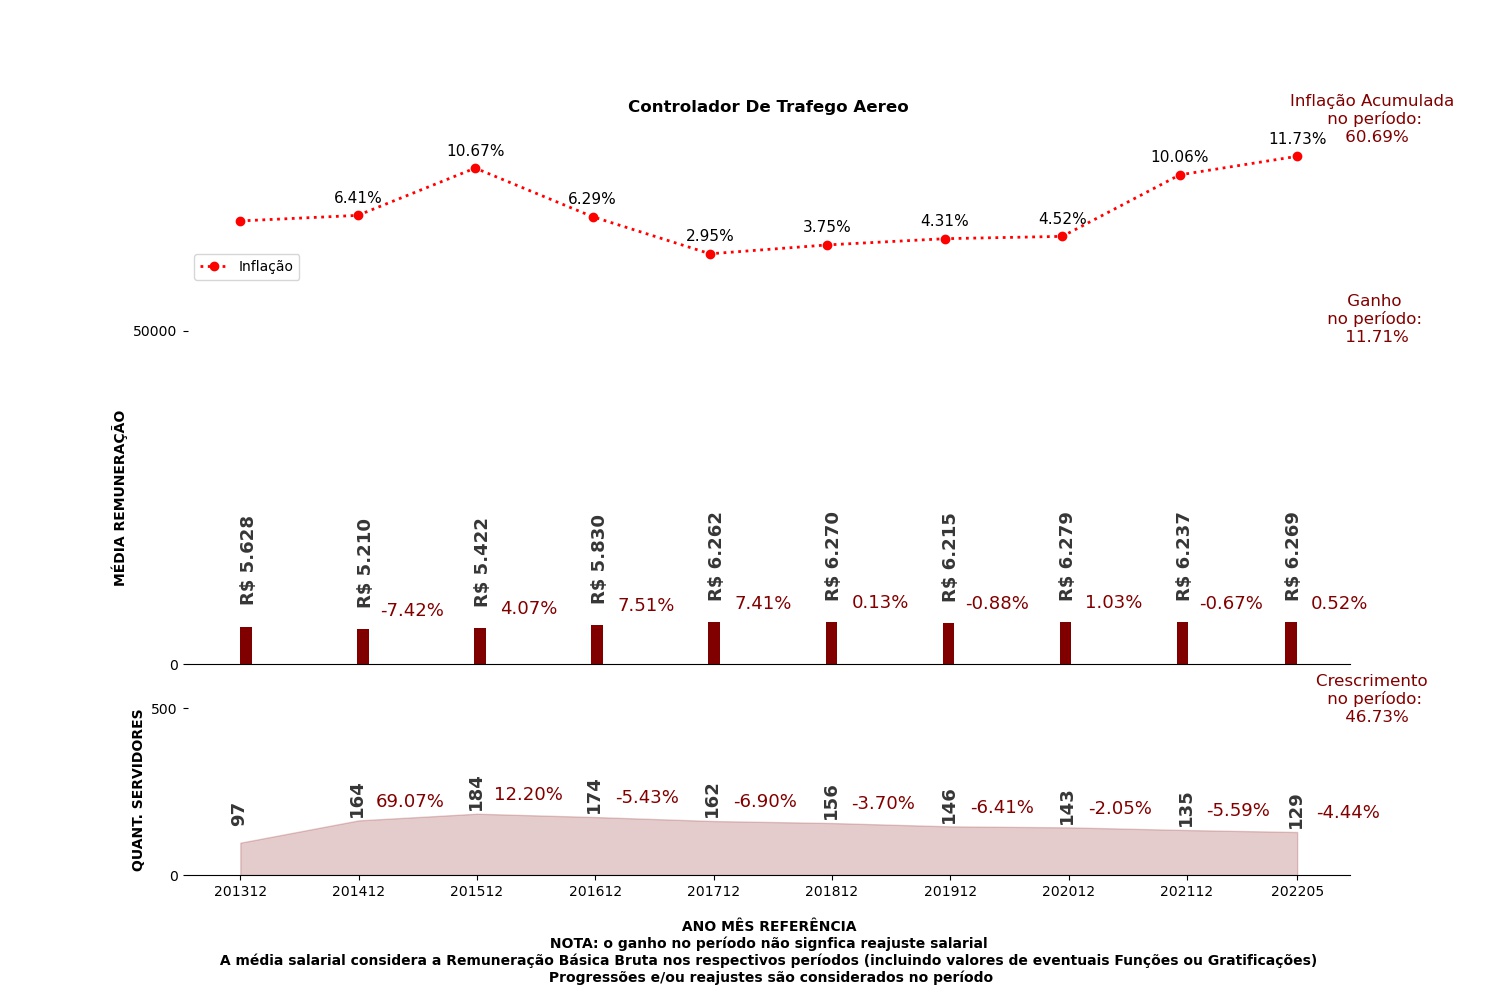 Controlador De Trafego Aereo
Inflação Acumulada
no período:
60.69%
6.41%
10.67%
6.29%
2.95%
3.75%
4.31%
4.52%
10.06%
11.73%
Inflação
Ganho
no período:
11.71%
50000
0
MÉDIA REMUNERAÇÃO
R$ 5.628
R$ 5.210
R$ 5.422
R$ 5.830
R$ 6.262
R$ 6.270
R$ 6.215
R$ 6.279
R$ 6.237
R$ 6.269
-7.42%
4.07%
7.51%
7.41%
0.13%
-0.88%
1.03%
-0.67%
0.52%
Crescrimento
no período:
46.73%
500
0
QUANT. SERVIDORES
97
164
184
174
162
156
146
143
135
129
69.07%
12.20%
-5.43%
-6.90%
-3.70%
-6.41%
-2.05%
-5.59%
-4.44%
201312
201412
201512
201612
201712
201812
201912
202012
202112
202205
ANO MÊS REFERÊNCIA
NOTA: o ganho no período não signfica reajuste salarial
A média salarial considera a Remuneração Básica Bruta nos respectivos períodos (incluindo valores de eventuais Funções ou Gratificações)
Progressões e/ou reajustes são considerados no período